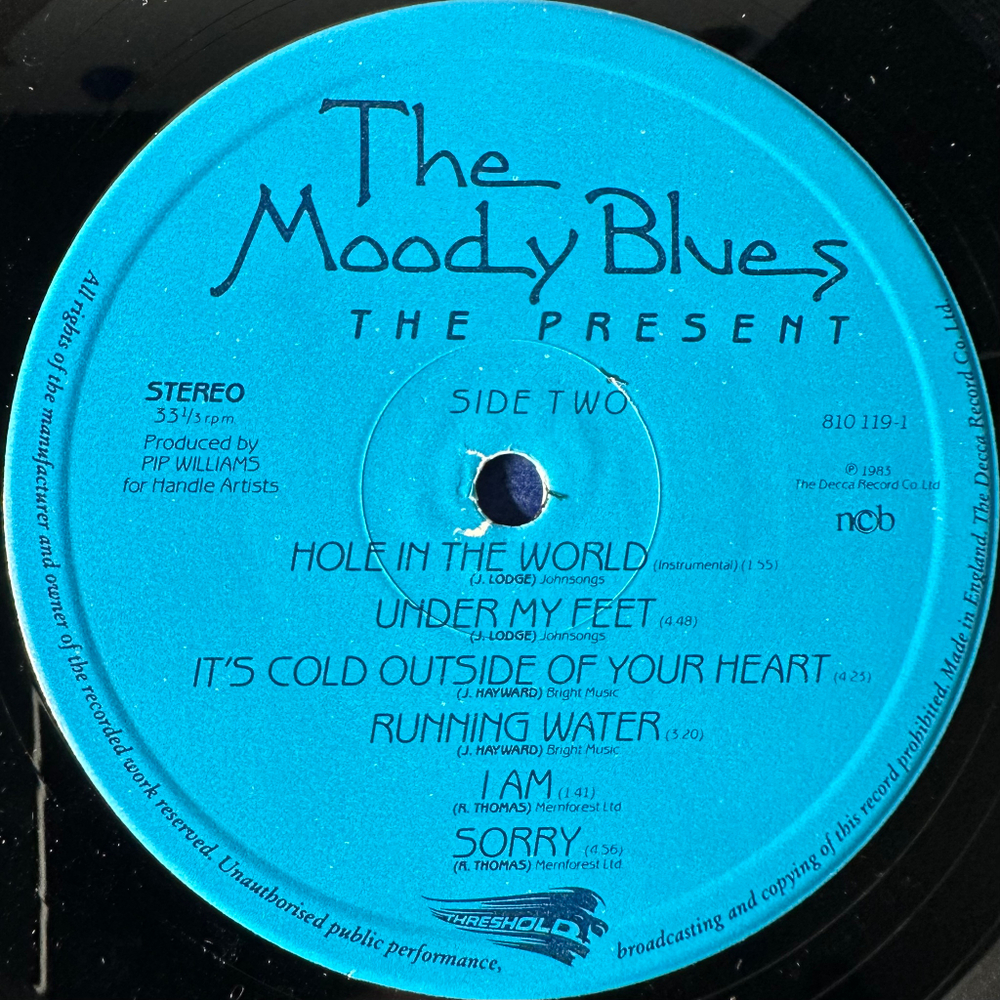 The
Moody Blues
THE PRESENT
SIDE TWO
STEREO
33 1/3 r.p.m
Produced by
PIP WILLIAMS
for Handle Artists
810 119-1
℗ 1983
The Decca Record Co. Ltd
ncb
HOLE IN THE WORLD (Instrumental) (1.55)
(J. LODGE) Johnsongs
UNDER MY FEET (4.48)
(J. LODGE) Johnsongs
IT'S COLD OUTSIDE OF YOUR HEART (4.23)
(J. HAYWARD) Bright Music
RUNNING WATER (3.20)
(J. HAYWARD) Bright Music
I AM (1.41)
(R. THOMAS) Mernforest Ltd.
SORRY (4.56)
(R. THOMAS) Mernforest Ltd.
THRESHOLD
All rights of the manufacturer and owner of the recorded work reserved. Unauthorised public performance, broadcasting and copying of this record prohibited. Made in England. The Decca Record Co. Ltd.